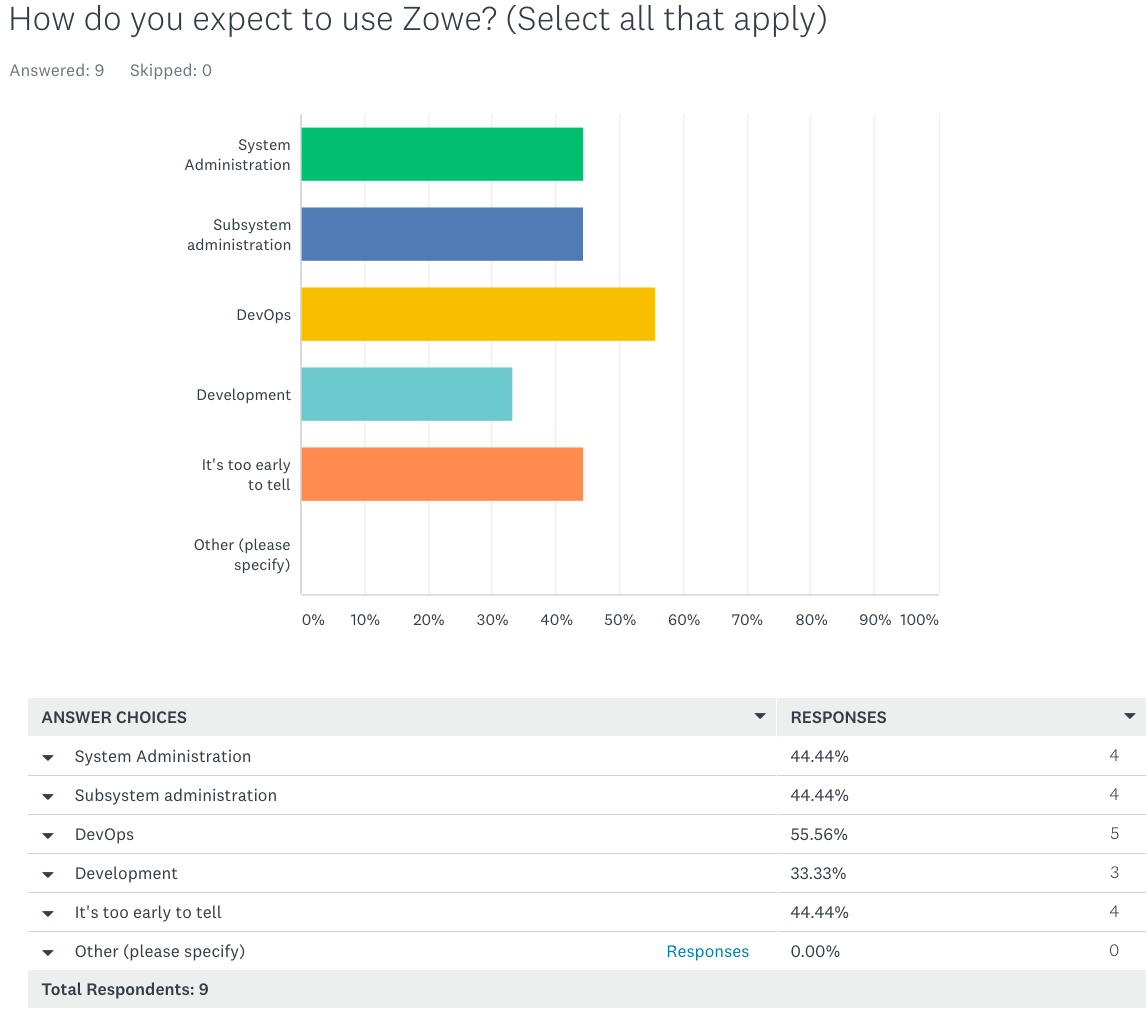 How do you expect to use Zowe? (Select all that apply)
Answered: 9 Skipped: 0
System
Administration
Subsystem
administration
DevOps
Development
It's too early
to tell
Other (please
specify)
0% 10% 20% 30% 40% 50% 60% 70% 80% 90% 100%
ANSWER CHOICES RESPONSES
System Administration 44.44% 4
Subsystem administration 44.44% 4
DevOps 55.56% 5
Development 33.33% 3
It's too early to tell 44.44% 4
Other (please specify) Responses 0.00% 0
Total Respondents: 9